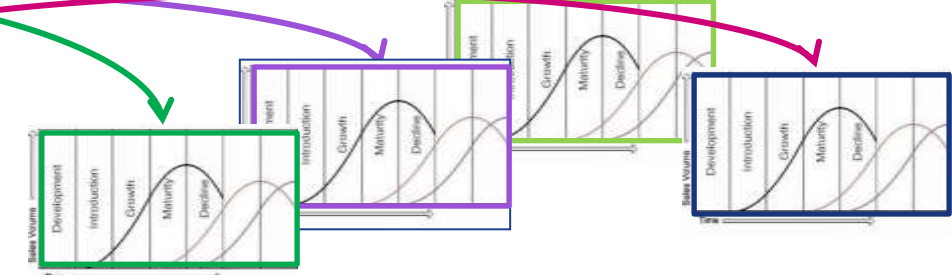 Sales Volume
Development
Introduction
Growth
Maturity
Decline
Introduction
Growth
Maturity
Decline
Growth
Maturity
Decline
Sales Volume
Development
Introduction
Growth
Maturity
Decline